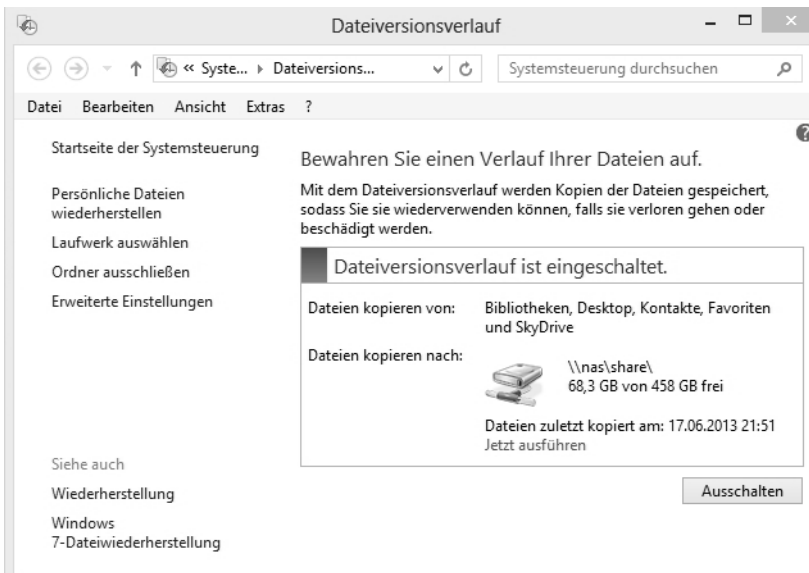 Dateiversionsverlauf
« Syste... Dateiversions...
Systemsteuerung durchsuchen
Datei Bearbeiten Ansicht Extras ?
Startseite der Systemsteuerung
Persönliche Dateien
wiederherstellen
Laufwerk auswählen
Ordner ausschließen
Erweiterte Einstellungen
Siehe auch
Wiederherstellung
Windows
7-Dateiwiederherstellung
?
Bewahren Sie einen Verlauf Ihrer Dateien auf.
Mit dem Dateiversionsverlauf werden Kopien der Dateien gespeichert,
sodass Sie sie wiederverwenden können, falls sie verloren gehen oder
beschädigt werden.
Dateiversionsverlauf ist eingeschaltet.
Dateien kopieren von: Bibliotheken, Desktop, Kontakte, Favoriten
und SkyDrive
Dateien kopieren nach:
\\nas\share\
68,3 GB von 458 GB frei
Dateien zuletzt kopiert am: 17.06.2013 21:51
Jetzt ausführen
Ausschalten